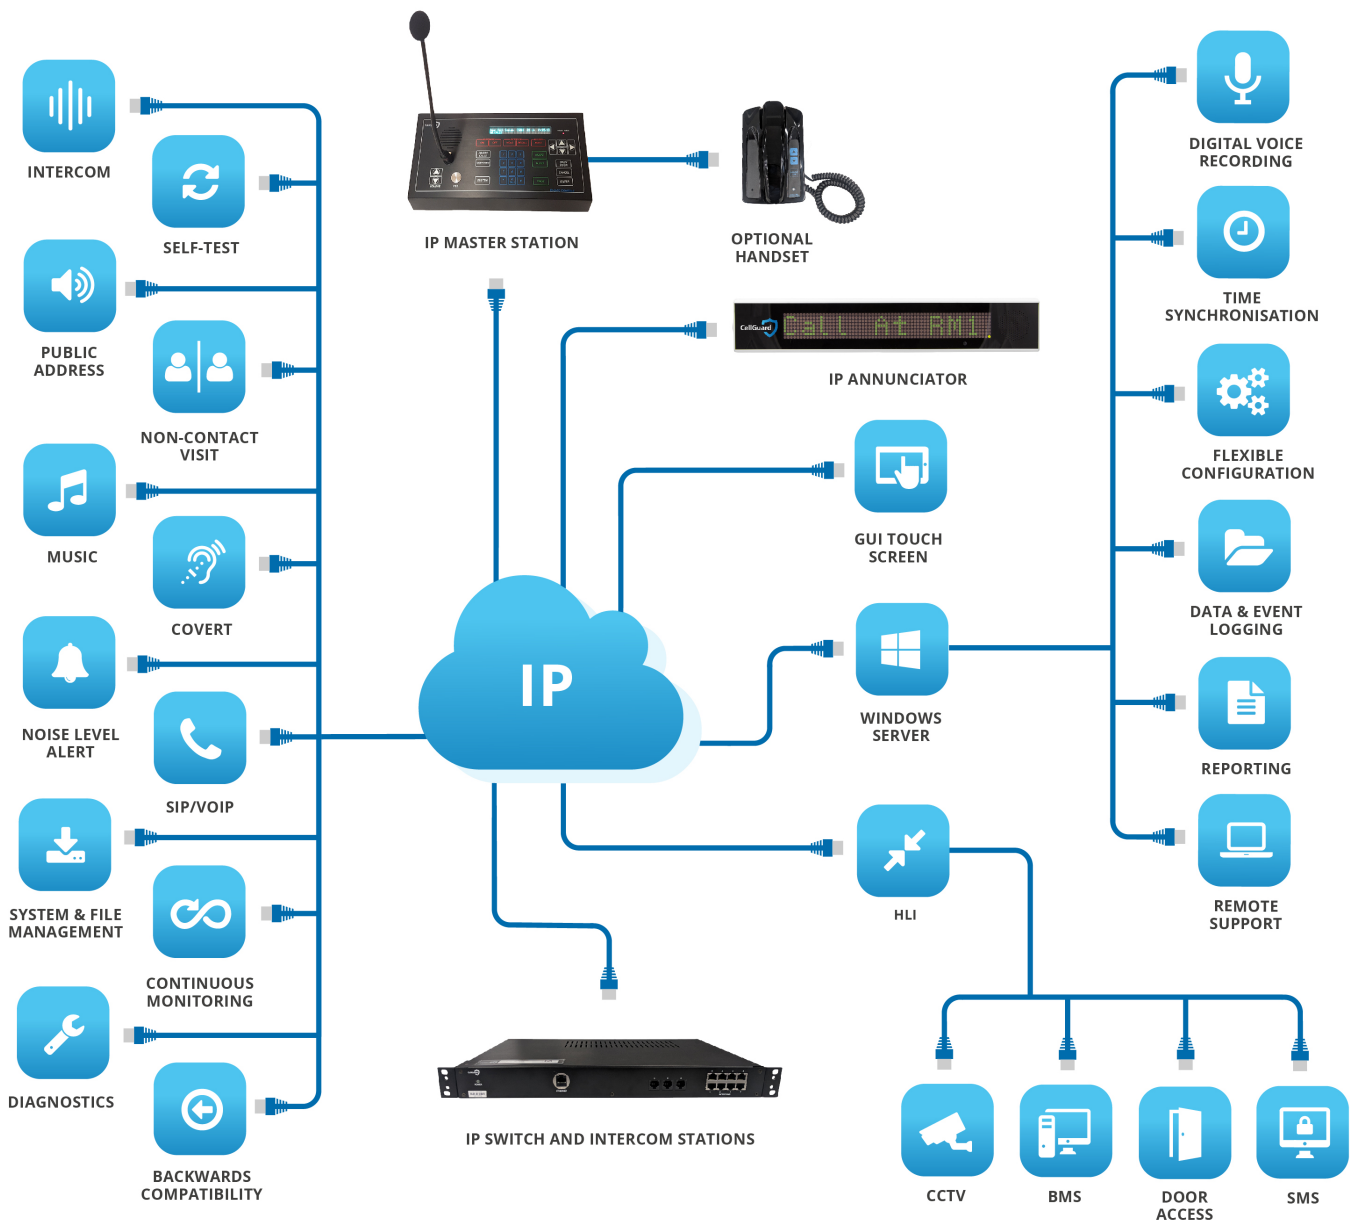 INTERCOM
SELF-TEST
PUBLIC
ADDRESS
NON-CONTACT
VISIT
MUSIC
COVERT
NOISE LEVEL
ALERT
SIP/VOIP
SYSTEM & FILE
MANAGEMENT
CONTINUOUS
MONITORING
DIAGNOSTICS
BACKWARDS
COMPATIBILITY
IP MASTER STATION
OPTIONAL
HANDSET
CellGuard
Call At RM1.
IP ANNUNCIATOR
GUI TOUCH
SCREEN
IP
WINDOWS
SERVER
HLI
IP SWITCH AND INTERCOM STATIONS
DIGITAL VOICE
RECORDING
TIME
SYNCHRONISATION
FLEXIBLE
CONFIGURATION
DATA & EVENT
LOGGING
REPORTING
REMOTE
SUPPORT
CCTV
BMS
DOOR
ACCESS
SMS